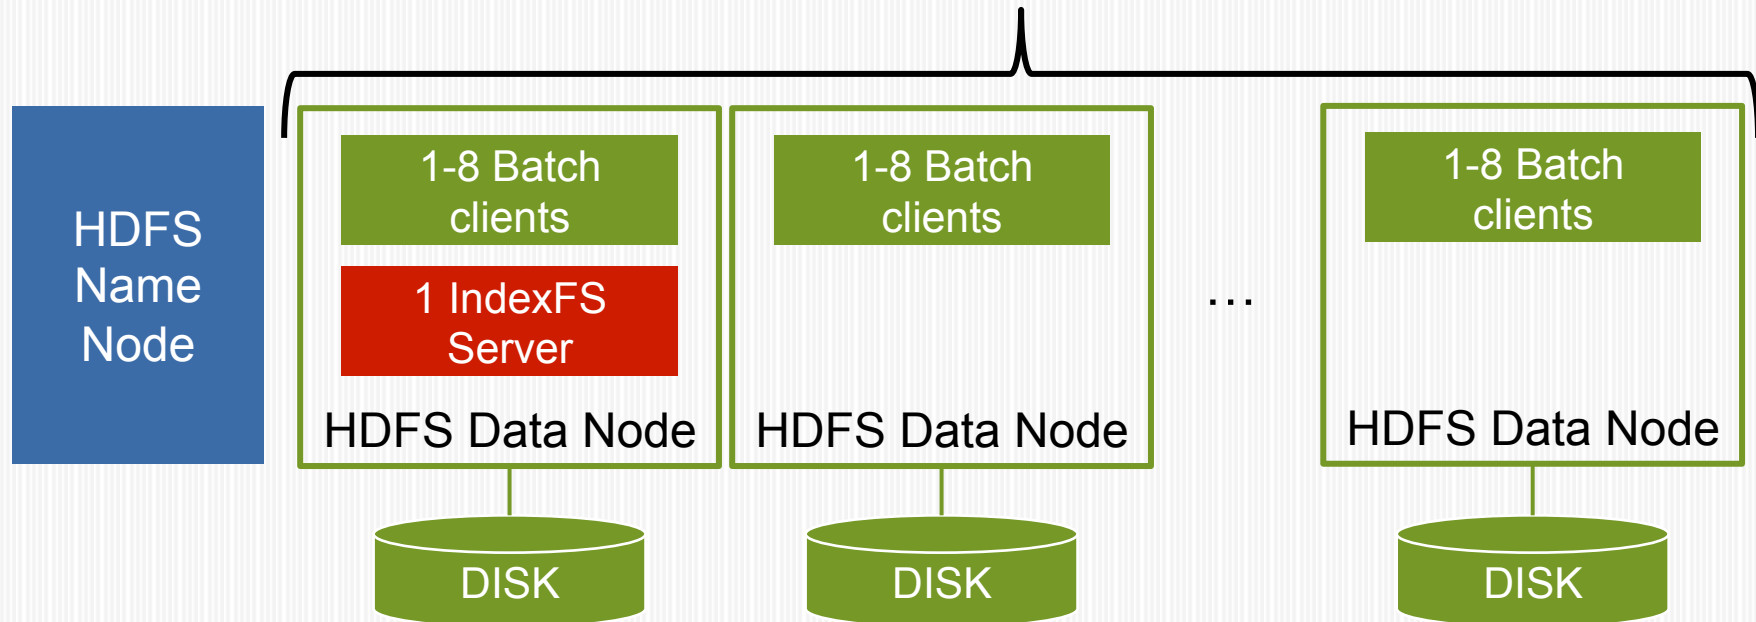 HDFS
Name
Node
1-8 Batch
clients
1 IndexFS
Server
HDFS Data Node
DISK
1-8 Batch
clients
HDFS Data Node
DISK
…
1-8 Batch
clients
HDFS Data Node
DISK